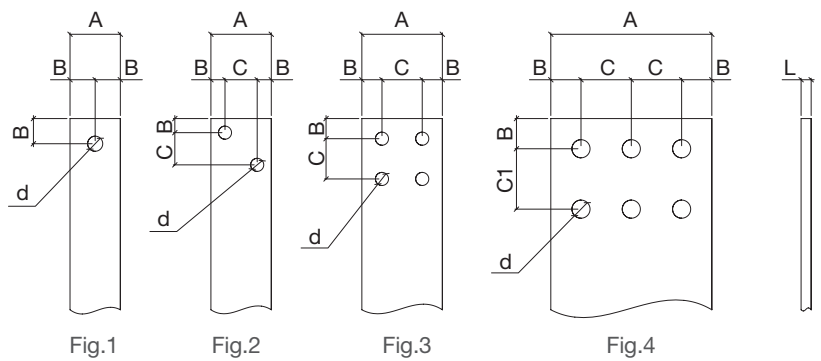 A A A A
B B B C B B C B B C C B L
B B B B
C C C1
d d d d
Fig.1 Fig.2 Fig.3 Fig.4